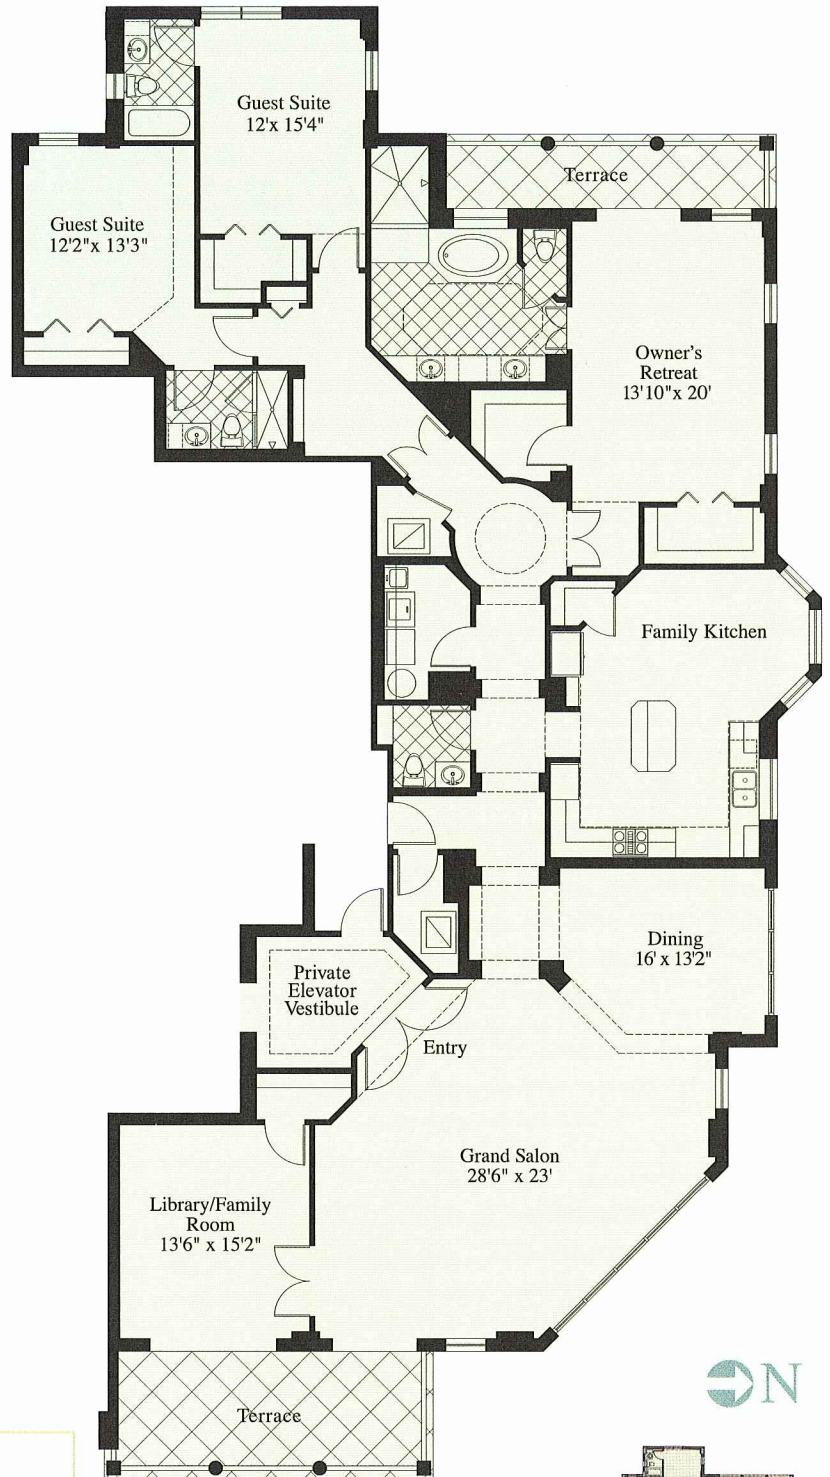 Guest Suite
12'x 15'4"
Terrace
Guest Suite
12'2"x 13'3"
Owner's
Retreat
13'10"x 20'
Family Kitchen
Dining
16' x 13'2"
Private
Elevator
Vestibule
Entry
Grand Salon
28'6" x 23'
Library/Family
Room
13'6" x 15'2"
N
Terrace